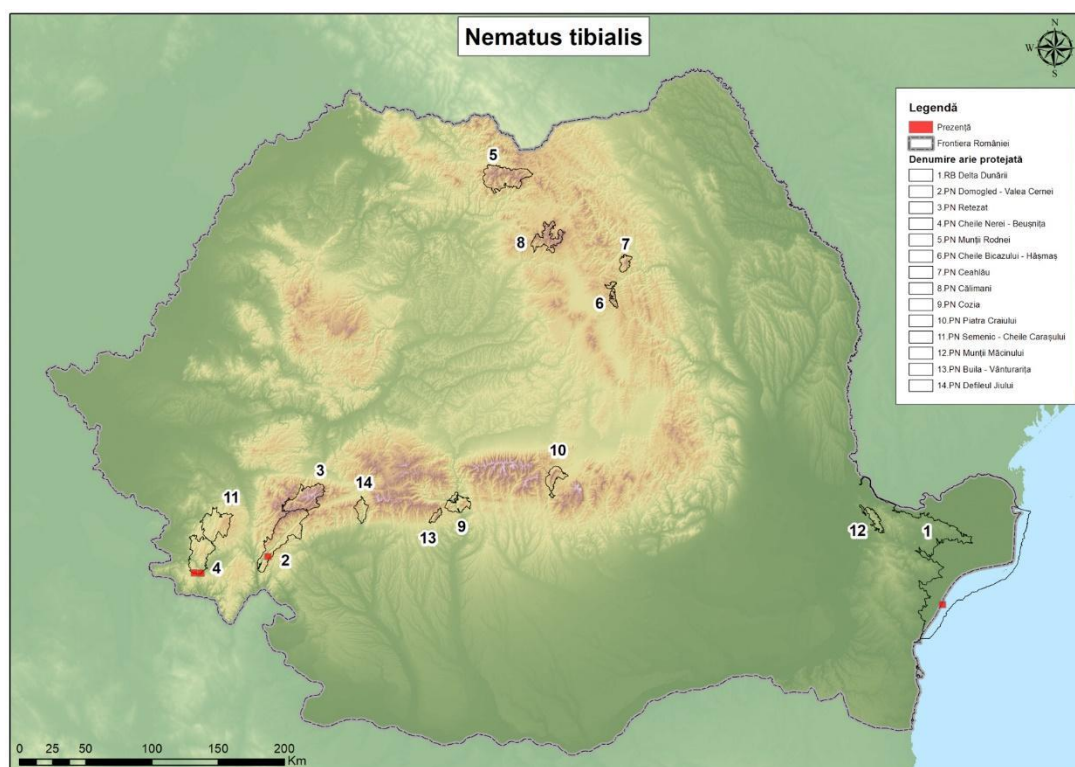 Nematus tibialis
N
W
E
S
Legendă
Prezență
Frontiera României
Denumire arie protejată
1.RB Delta Dunării
2.PN Domogled - Valea Cernei
3.PN Retezat
4.PN Cheile Nerei - Beușnița
5.PN Munții Rodnei
6.PN Cheile Bicazului - Hășmaș
7.PN Ceahlău
8.PN Călimani
9.PN Cozia
10.PN Piatra Craiului
11.PN Semenic - Cheile Carașului
12.PN Munții Măcinului
13.PN Buila - Vânturarița
14.PN Defileul Jiului
5
8
7
6
10
3
14
11
9
13
12
1
2
4
0 25 50 100 150 200
Km